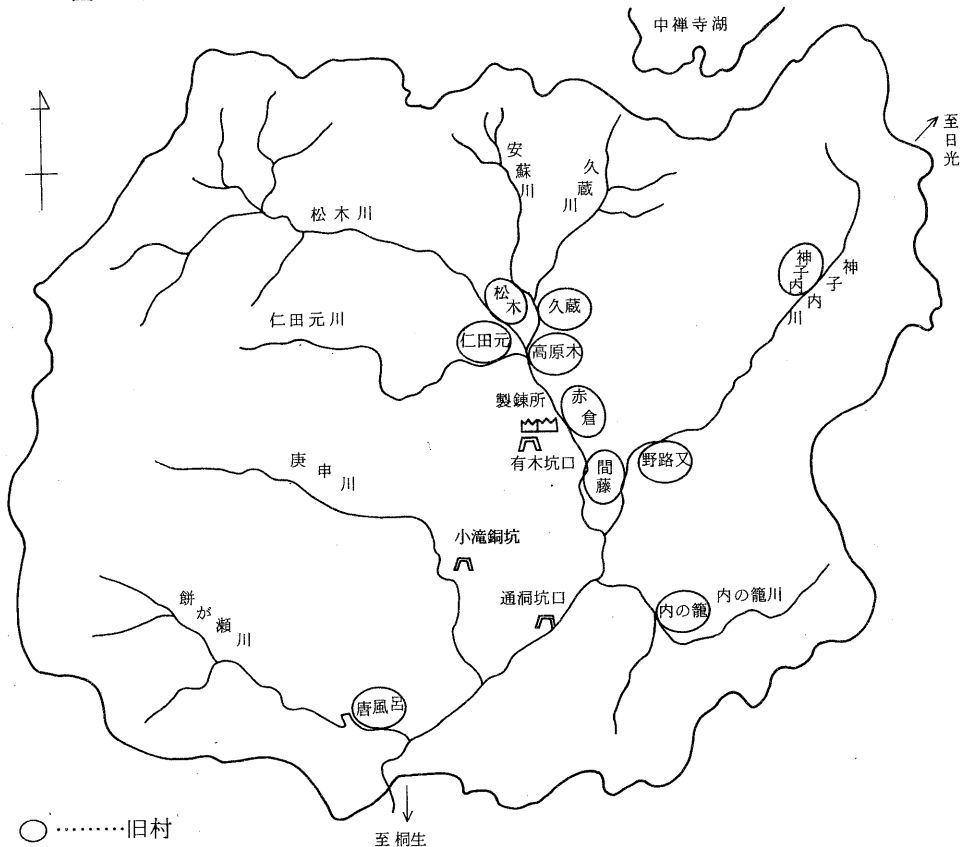 中禅寺湖
至日光
安蘇川
久蔵川
松木川
神子内
神子内川
松木
久蔵
仁田元川
仁田元
高原木
製錬所
赤倉
有木坑口
間藤
野路又
庚申川
小滝銅坑
通洞坑口
内の籠
内の籠川
餅が瀬川
唐風呂
至桐生
○ ………旧村